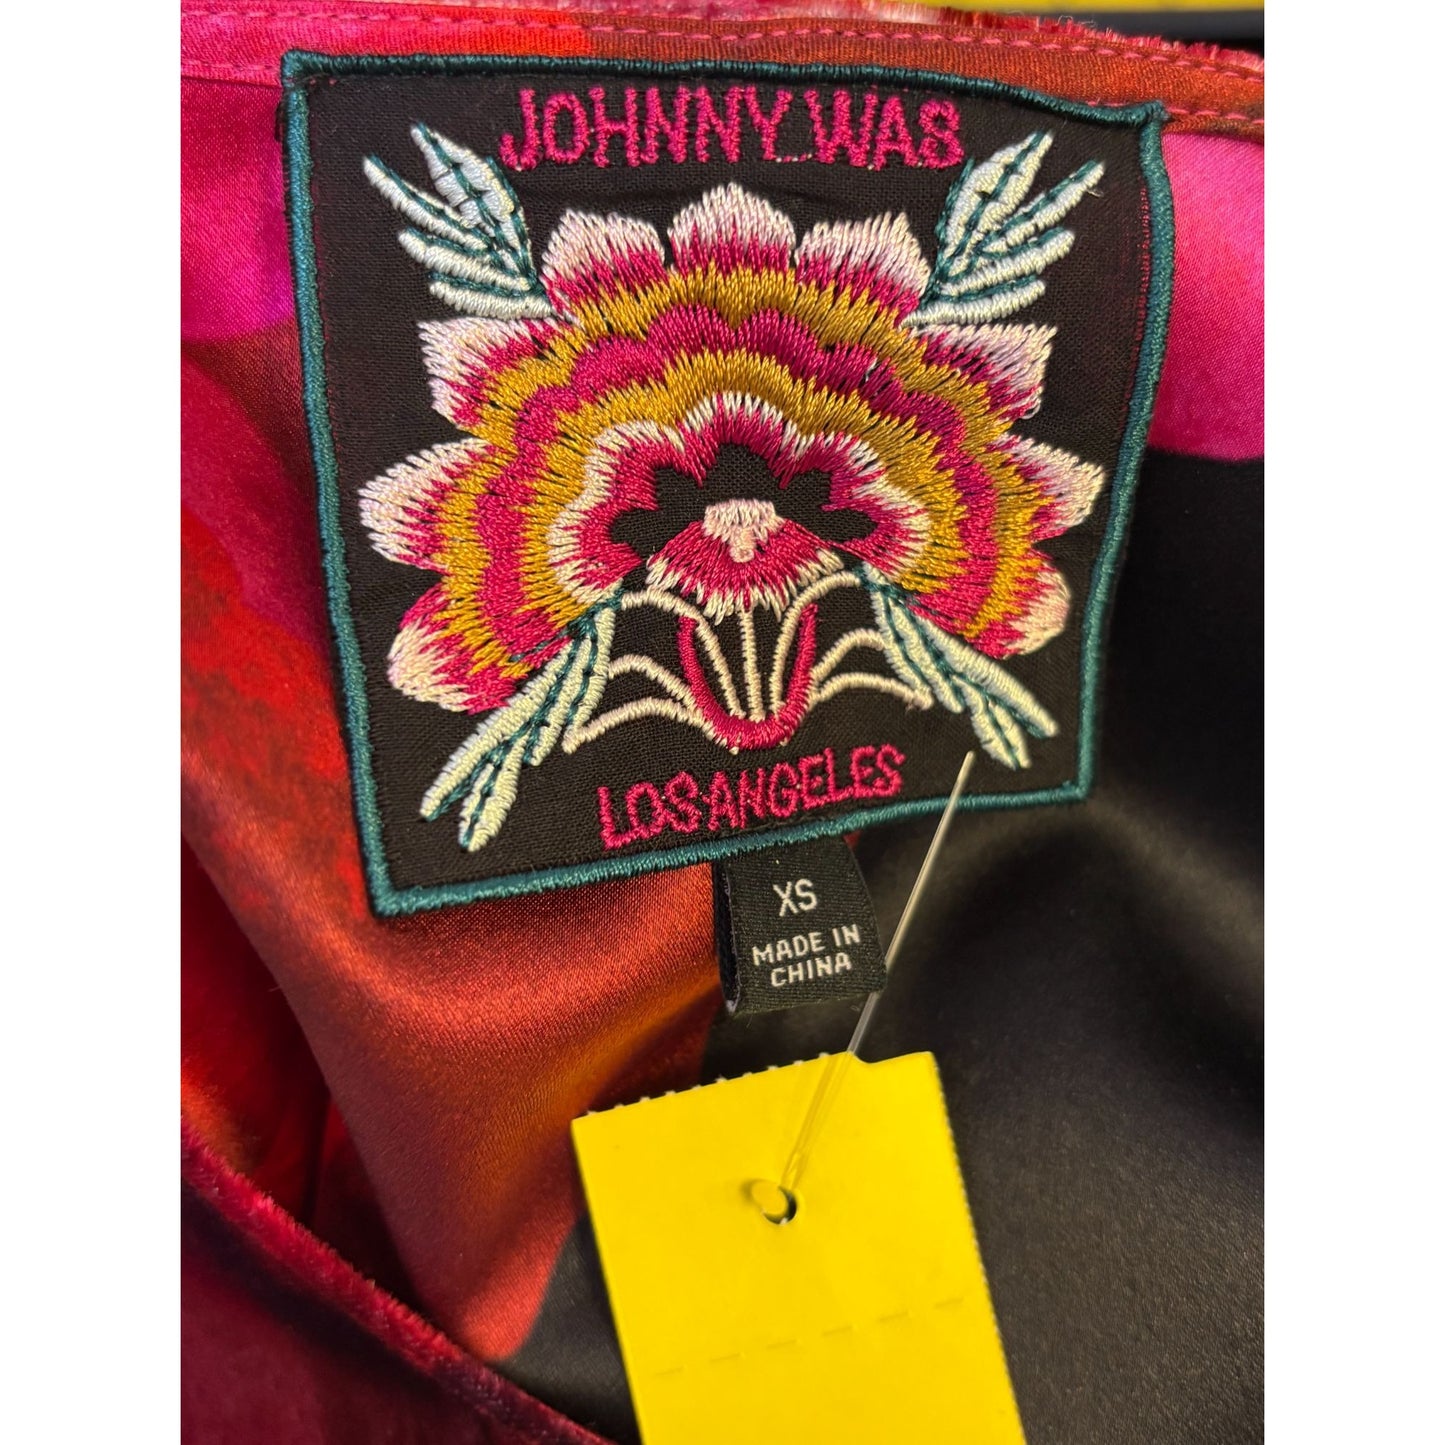 JOHNNY WAS
LOS ANGELES
XS
MADE IN
CHINA